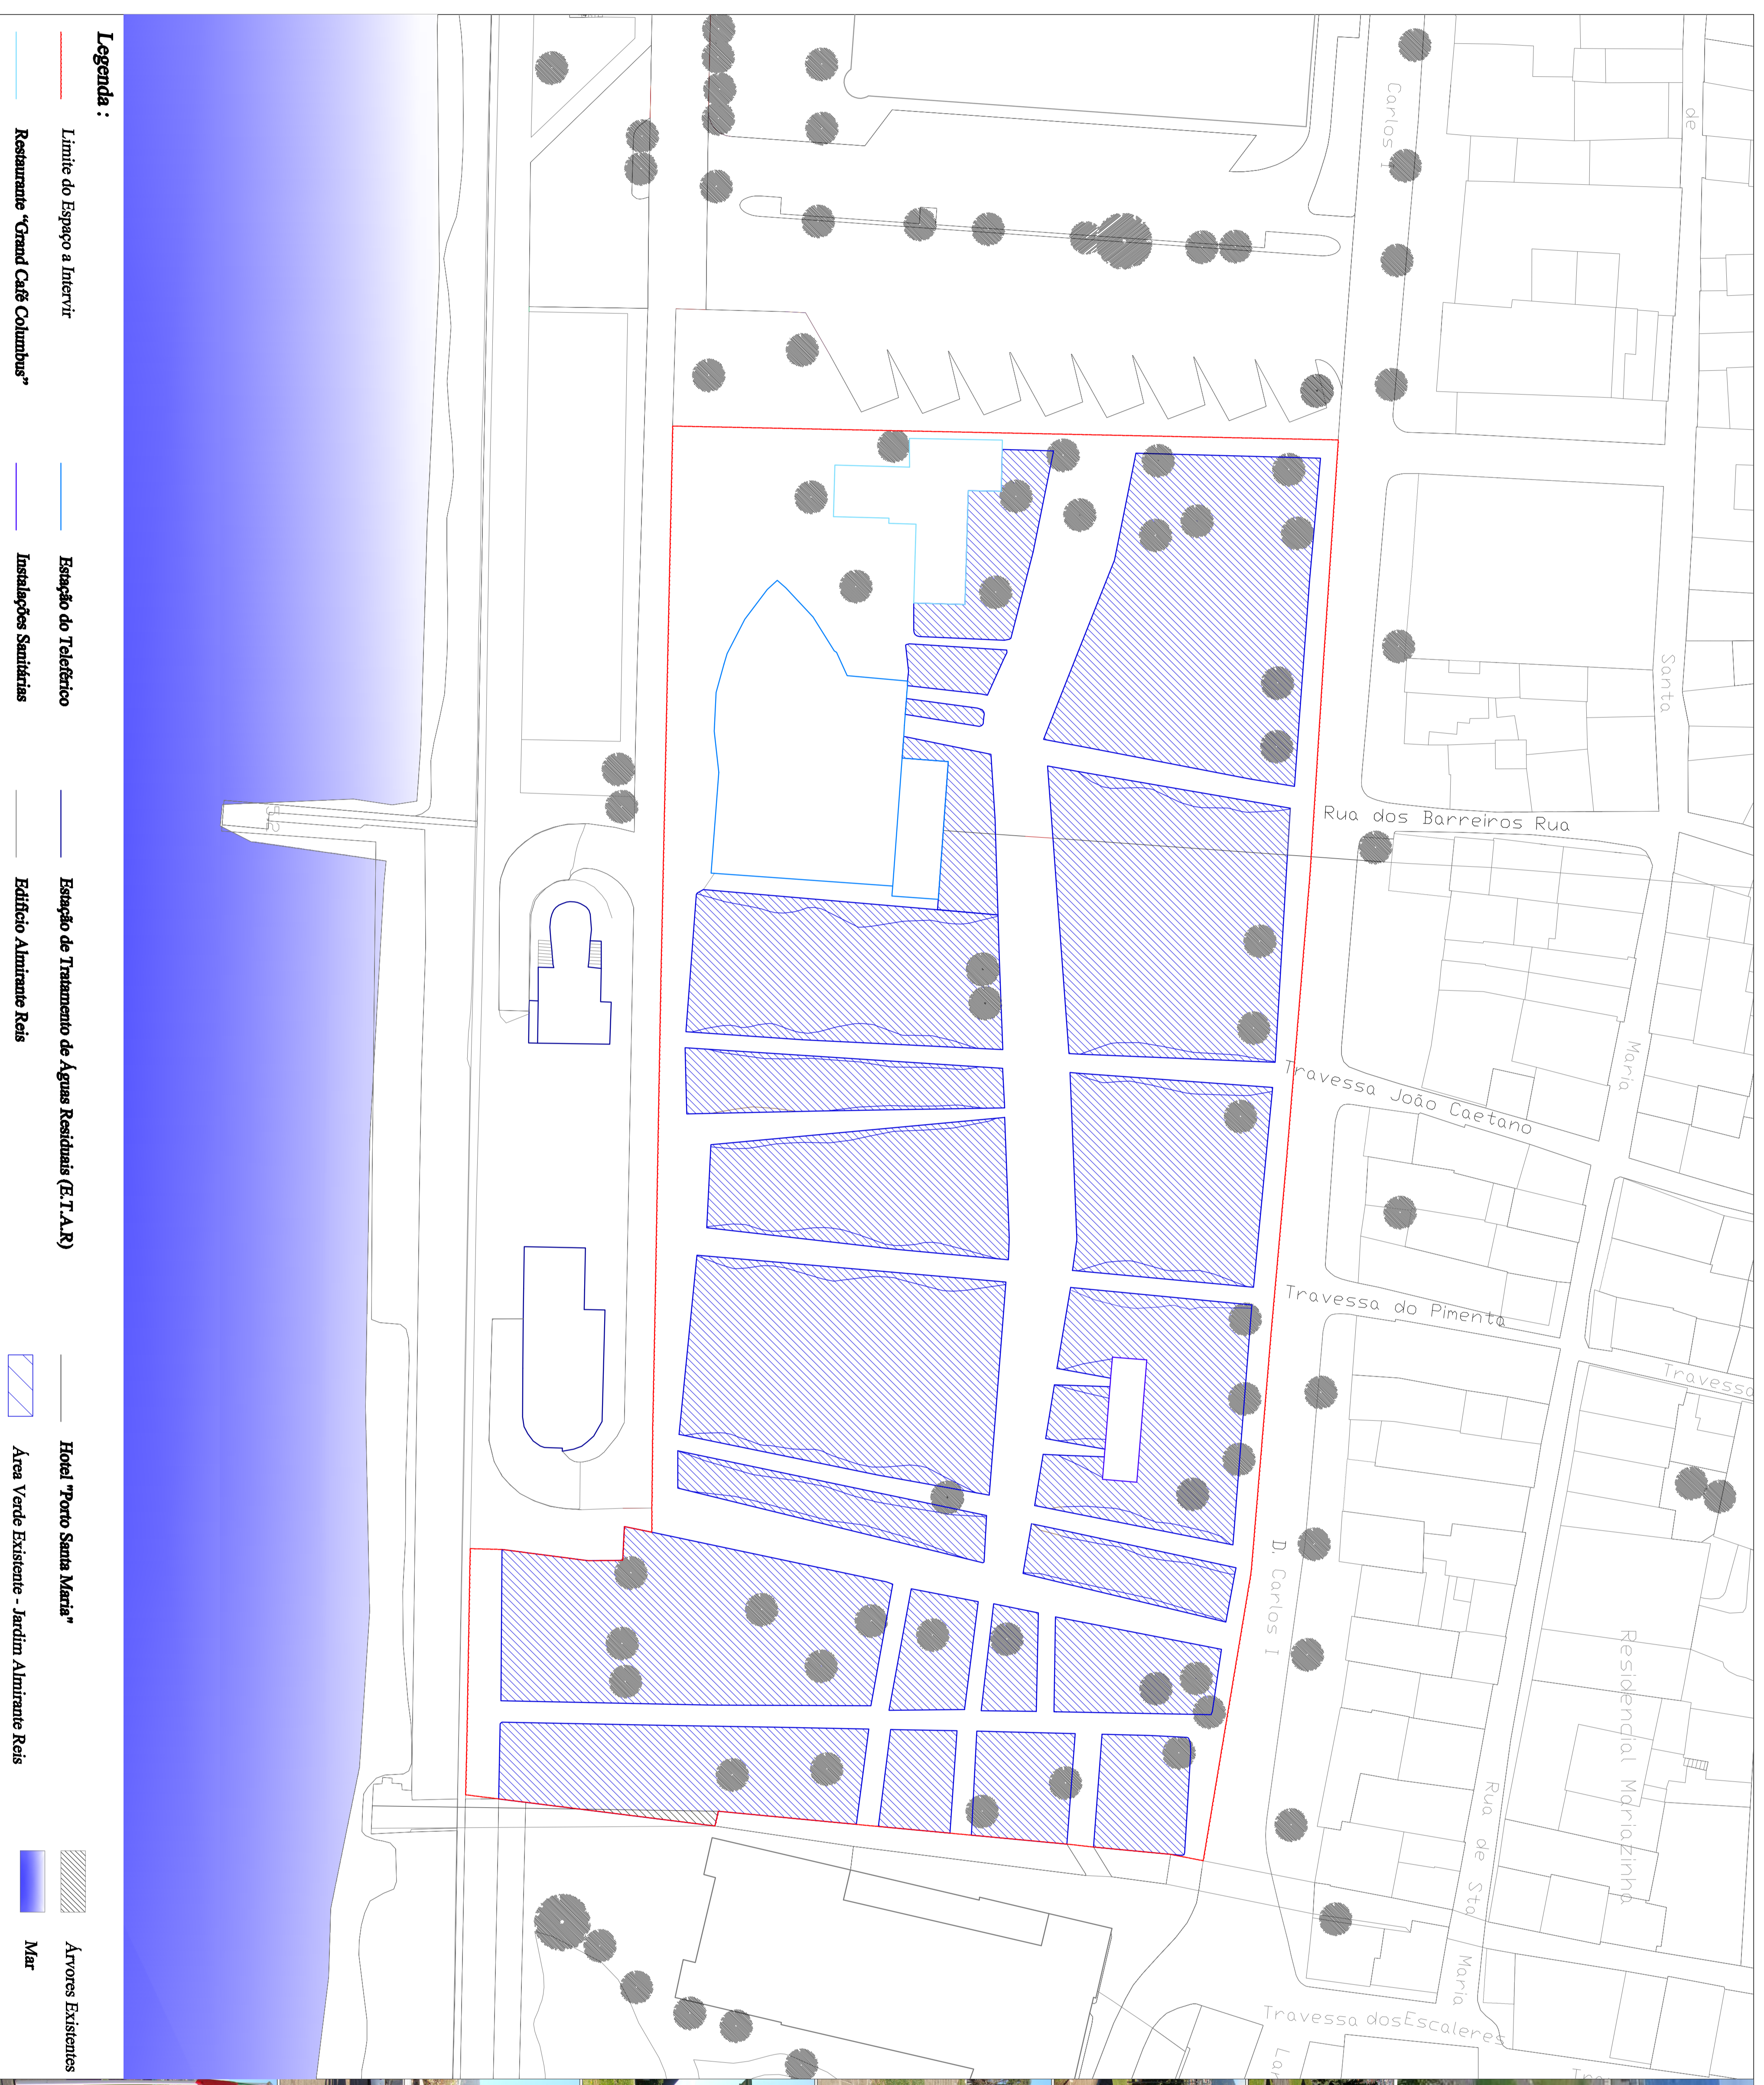 Legenda :
Limite do Espaço a Intervir
Estação do Teleférico
Estação de Tratamento de Águas Residuais (E.T.A.R)
Hotel "Porto Santa Maria"
Árvores Existentes
Restaurante “Grand Café Columbus”
Instalações Sanitárias
Edifício Almirante Reis
Área Verde Existente - Jardim Almirante Reis
Mar
de
Santa
Maria
Carlos I
Rua dos Barreiros Rua
Travessa João Caetano
Travessa do Pimenta
Travessa
D. Carlos I
Residencial Mariazinha
Rua de Sta
Maria
Travessa dos Escaleres